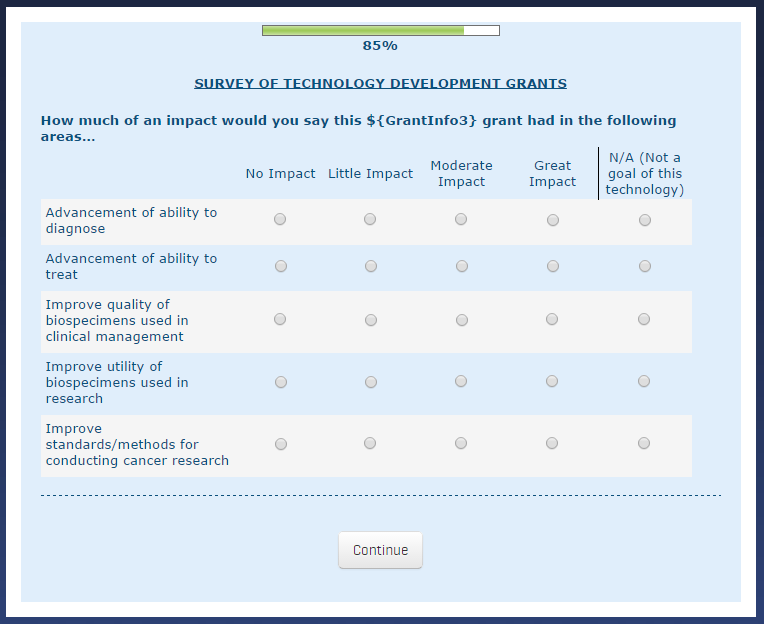 85%
SURVEY OF TECHNOLOGY DEVELOPMENT GRANTS
How much of an impact would you say this ${GrantInfo3} grant had in the following
areas...
No Impact Little Impact Moderate Impact Great Impact N/A (Not a goal of this technology)
Advancement of ability to
diagnose
Advancement of ability to
treat
Improve quality of
biospecimens used in
clinical management
Improve utility of
biospecimens used in
research
Improve
standards/methods for
conducting cancer research
Continue